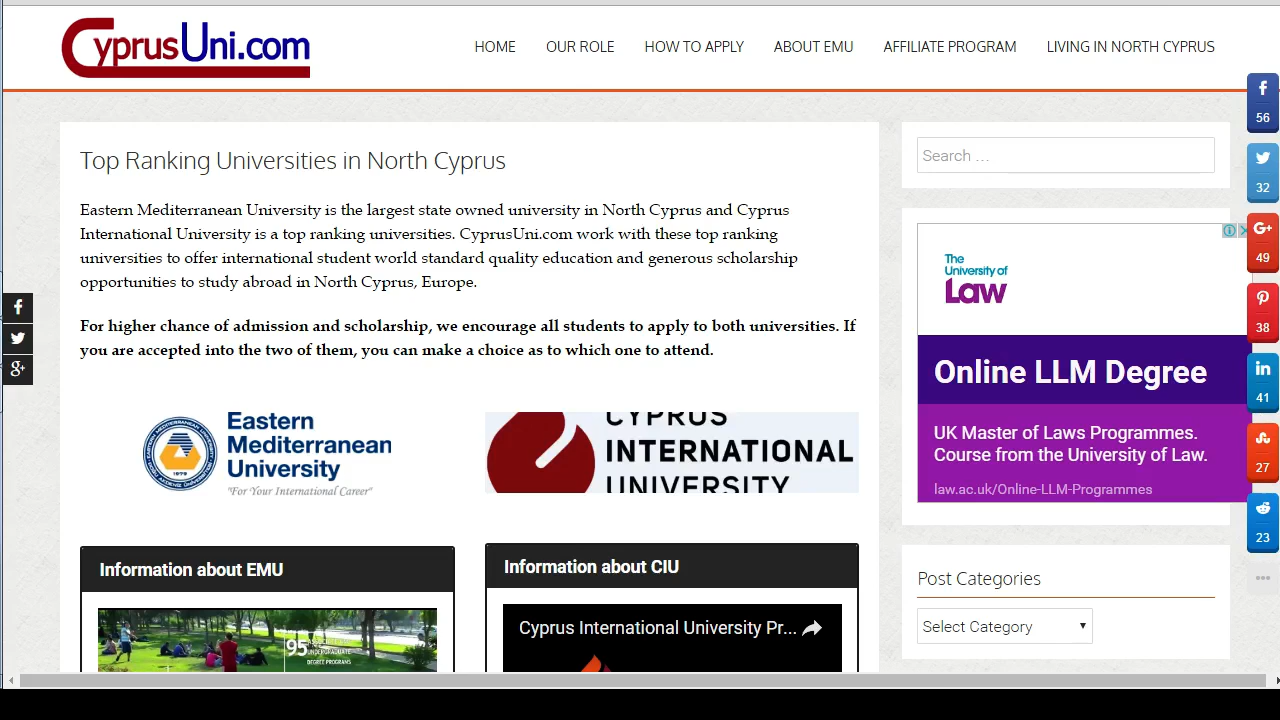 CyprusUni.com
HOME OUR ROLE HOW TO APPLY ABOUT EMU AFFILIATE PROGRAM LIVING IN NORTH CYPRUS
Top Ranking Universities in North Cyprus
Eastern Mediterranean University is the largest state owned university in North Cyprus and Cyprus
International University is a top ranking universities. CyprusUni.com work with these top ranking
universities to offer international student world standard quality education and generous scholarship
opportunities to study abroad in North Cyprus, Europe.
For higher chance of admission and scholarship, we encourage all students to apply to both universities. If
you are accepted into the two of them, you can make a choice as to which one to attend.
Eastern
Mediterranean
University
"For Your International Career"
1979
CYPRUS
INTERNATIONAL
UNIVERSITY
Information about EMU
95
UNDERGRADUATE
DEGREE PROGRAMS
Information about CIU
Cyprus International University Pr...
Search ...
The
University of
Law
Online LLM Degree
UK Master of Laws Programmes.
Course from the University of Law.
law.ac.uk/Online-LLM-Programmes
Post Categories
Select Category
56
32
G+
49
38
in
41
27
23
g+